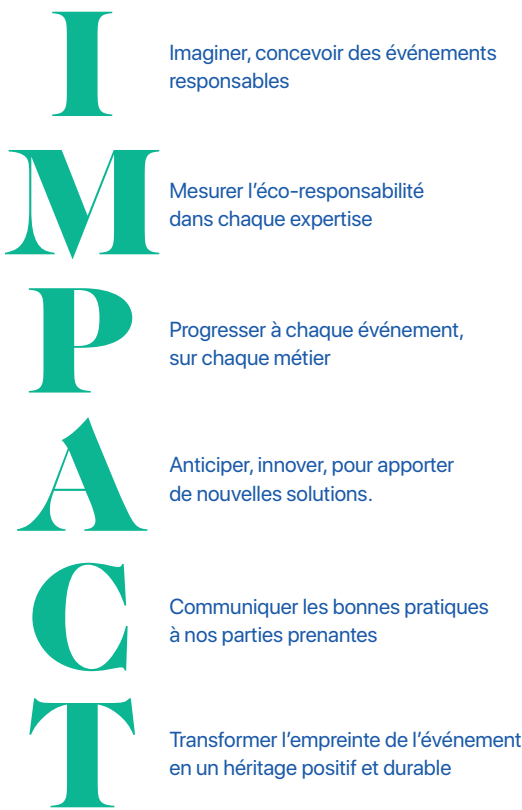 I
Imaginer, concevoir des événements
responsables
M
Mesurer l'éco-responsabilité
dans chaque expertise
P
Progresser à chaque événement,
sur chaque métier
A
Anticiper, innover, pour apporter
de nouvelles solutions.
C
Communiquer les bonnes pratiques
à nos parties prenantes
T
Transformer l'empreinte de l'événement
en un héritage positif et durable